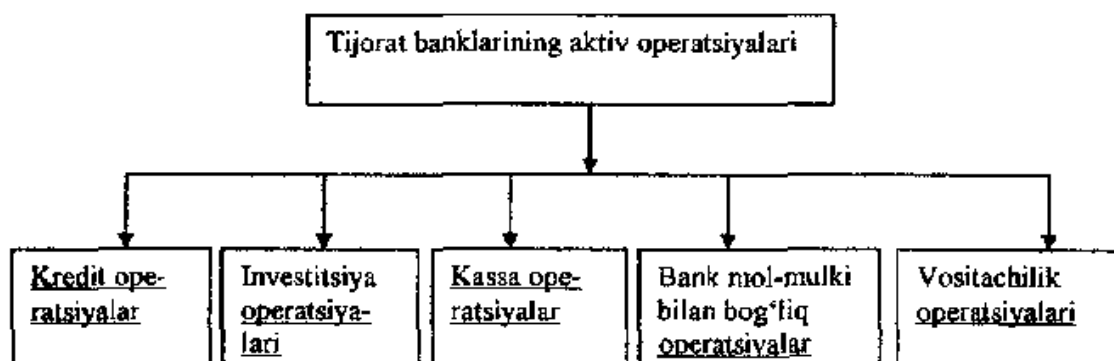 Tijorat banklarining aktiv operatsiyalari
Kredit ope-
ratsiyalar
Investitsiya
operatsiya-
lari
Kassa ope-
ratsiyalar
Bank mol-mulki
bilan bog‘liq
operatsiyalar
Vositachilik
operatsiyalari